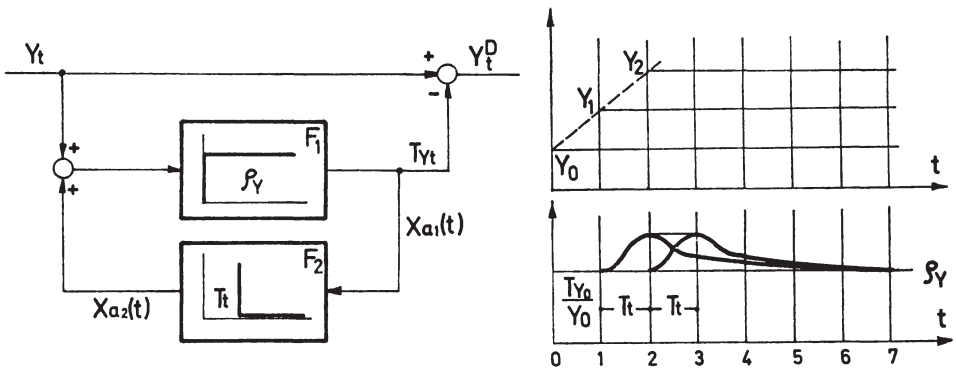 Yt
+
YtD
-
F1
ρY
+
+
TYt
Xa1(t)
F2
Tt
Xa2(t)
Y2
Y1
Y0
t
TY0
Y0
Tt
Tt
ρY
t
0 1 2 3 4 5 6 7